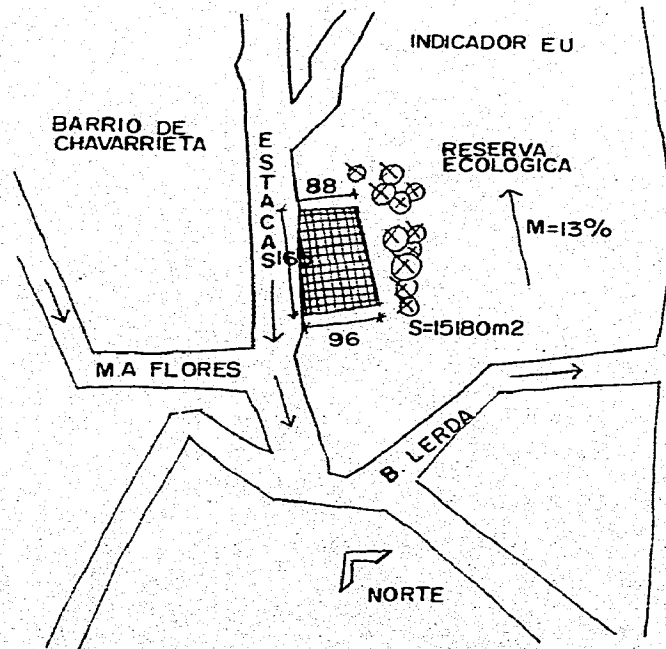 INDICADOR EU
BARRIO DE
CHAVARRIETA
ESTACAS
RESERVA
ECOLOGICA
88
M=13%
165
96
S=15180m2
M.A FLORES
B. LERDA
NORTE